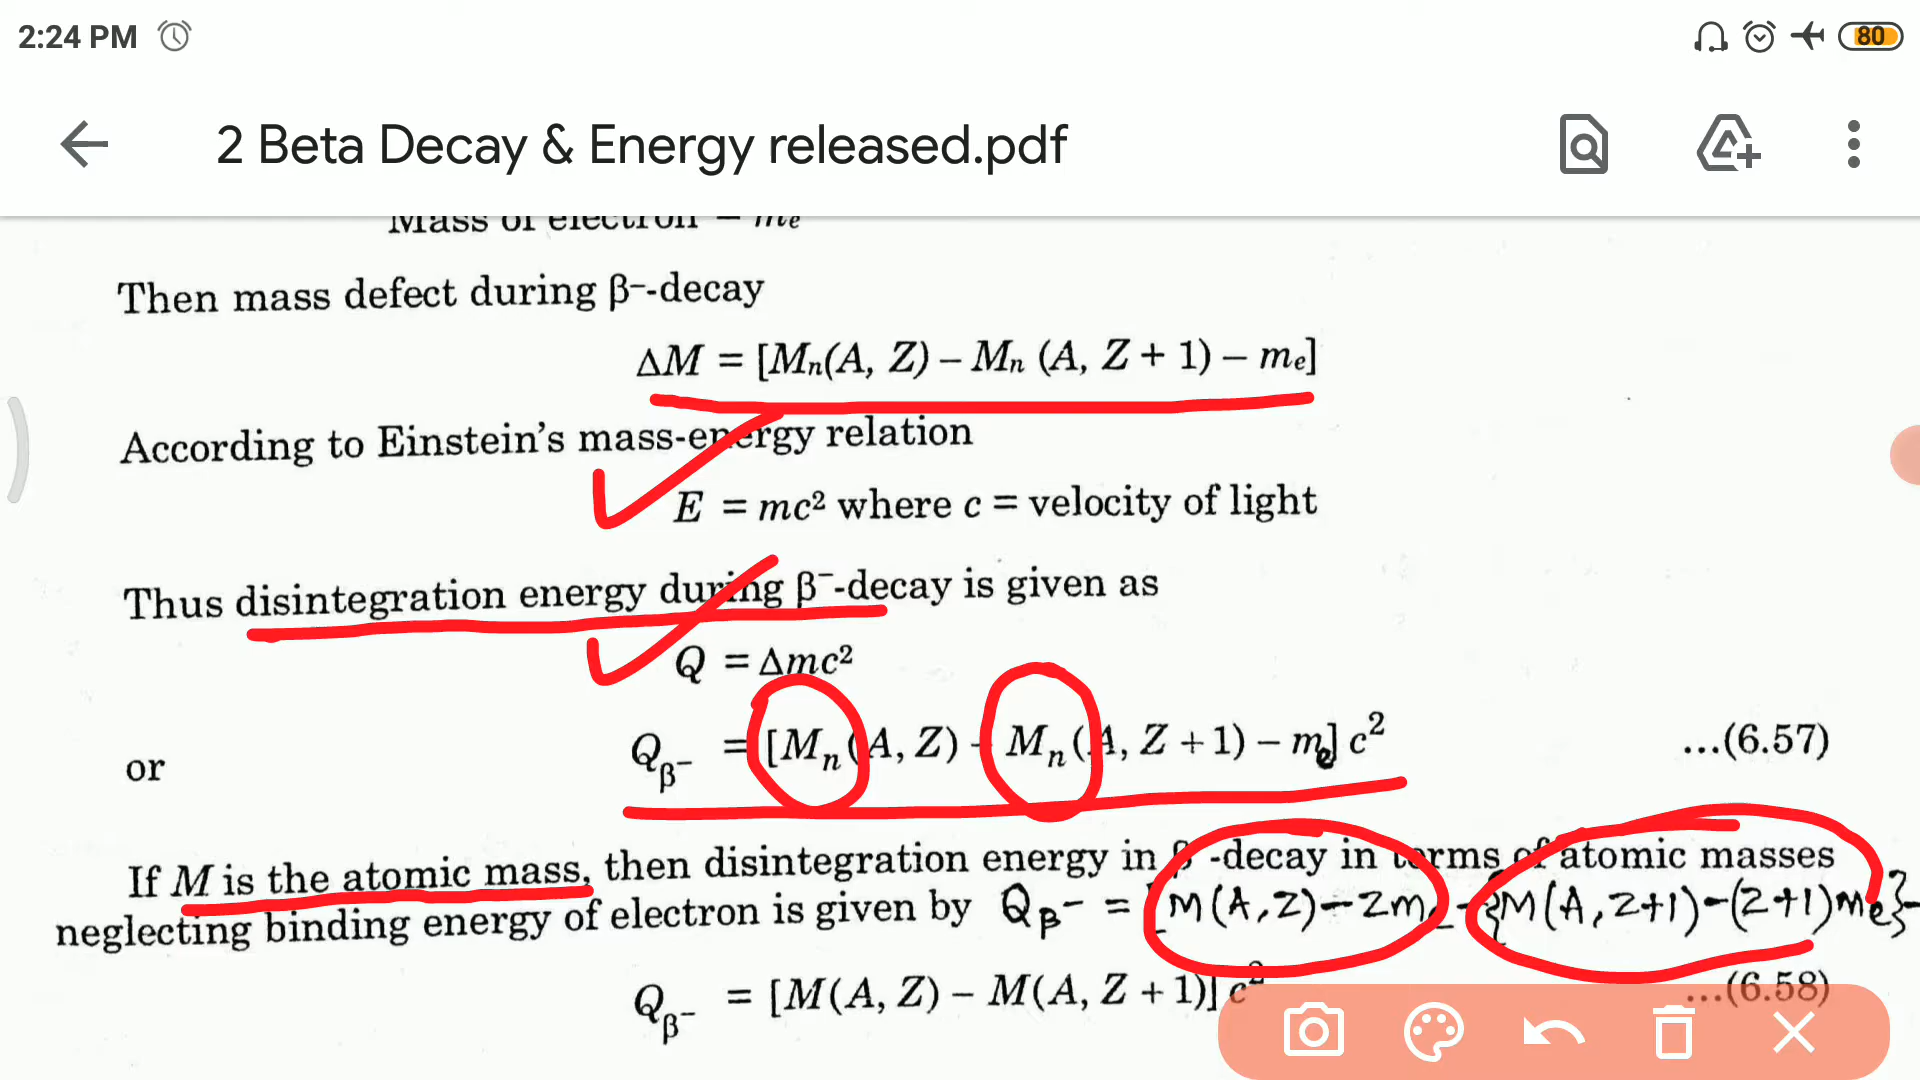 2:24 PM 80
2 Beta Decay & Energy released.pdf
Mass of electron = mₑ
Then mass defect during β⁻-decay
ΔM = [Mₙ(A, Z) – Mₙ (A, Z + 1) – mₑ]
According to Einstein's mass-energy relation
E = mc² where c = velocity of light
Thus disintegration energy during β⁻-decay is given as
Q = Δmc²
or Qᵦ₋ = [Mₙ(A, Z) – Mₙ(A, Z + 1) – mₑ] c² ...(6.57)
If M is the atomic mass, then disintegration energy in β⁻-decay in terms of atomic masses
neglecting binding energy of electron is given by Qᵦ₋ = [M(A,Z)–Zmₑ – {M(A,Z+1)–(Z+1)mₑ}–
Qᵦ₋ = [M(A, Z) – M(A, Z + 1)] c² ...(6.58)